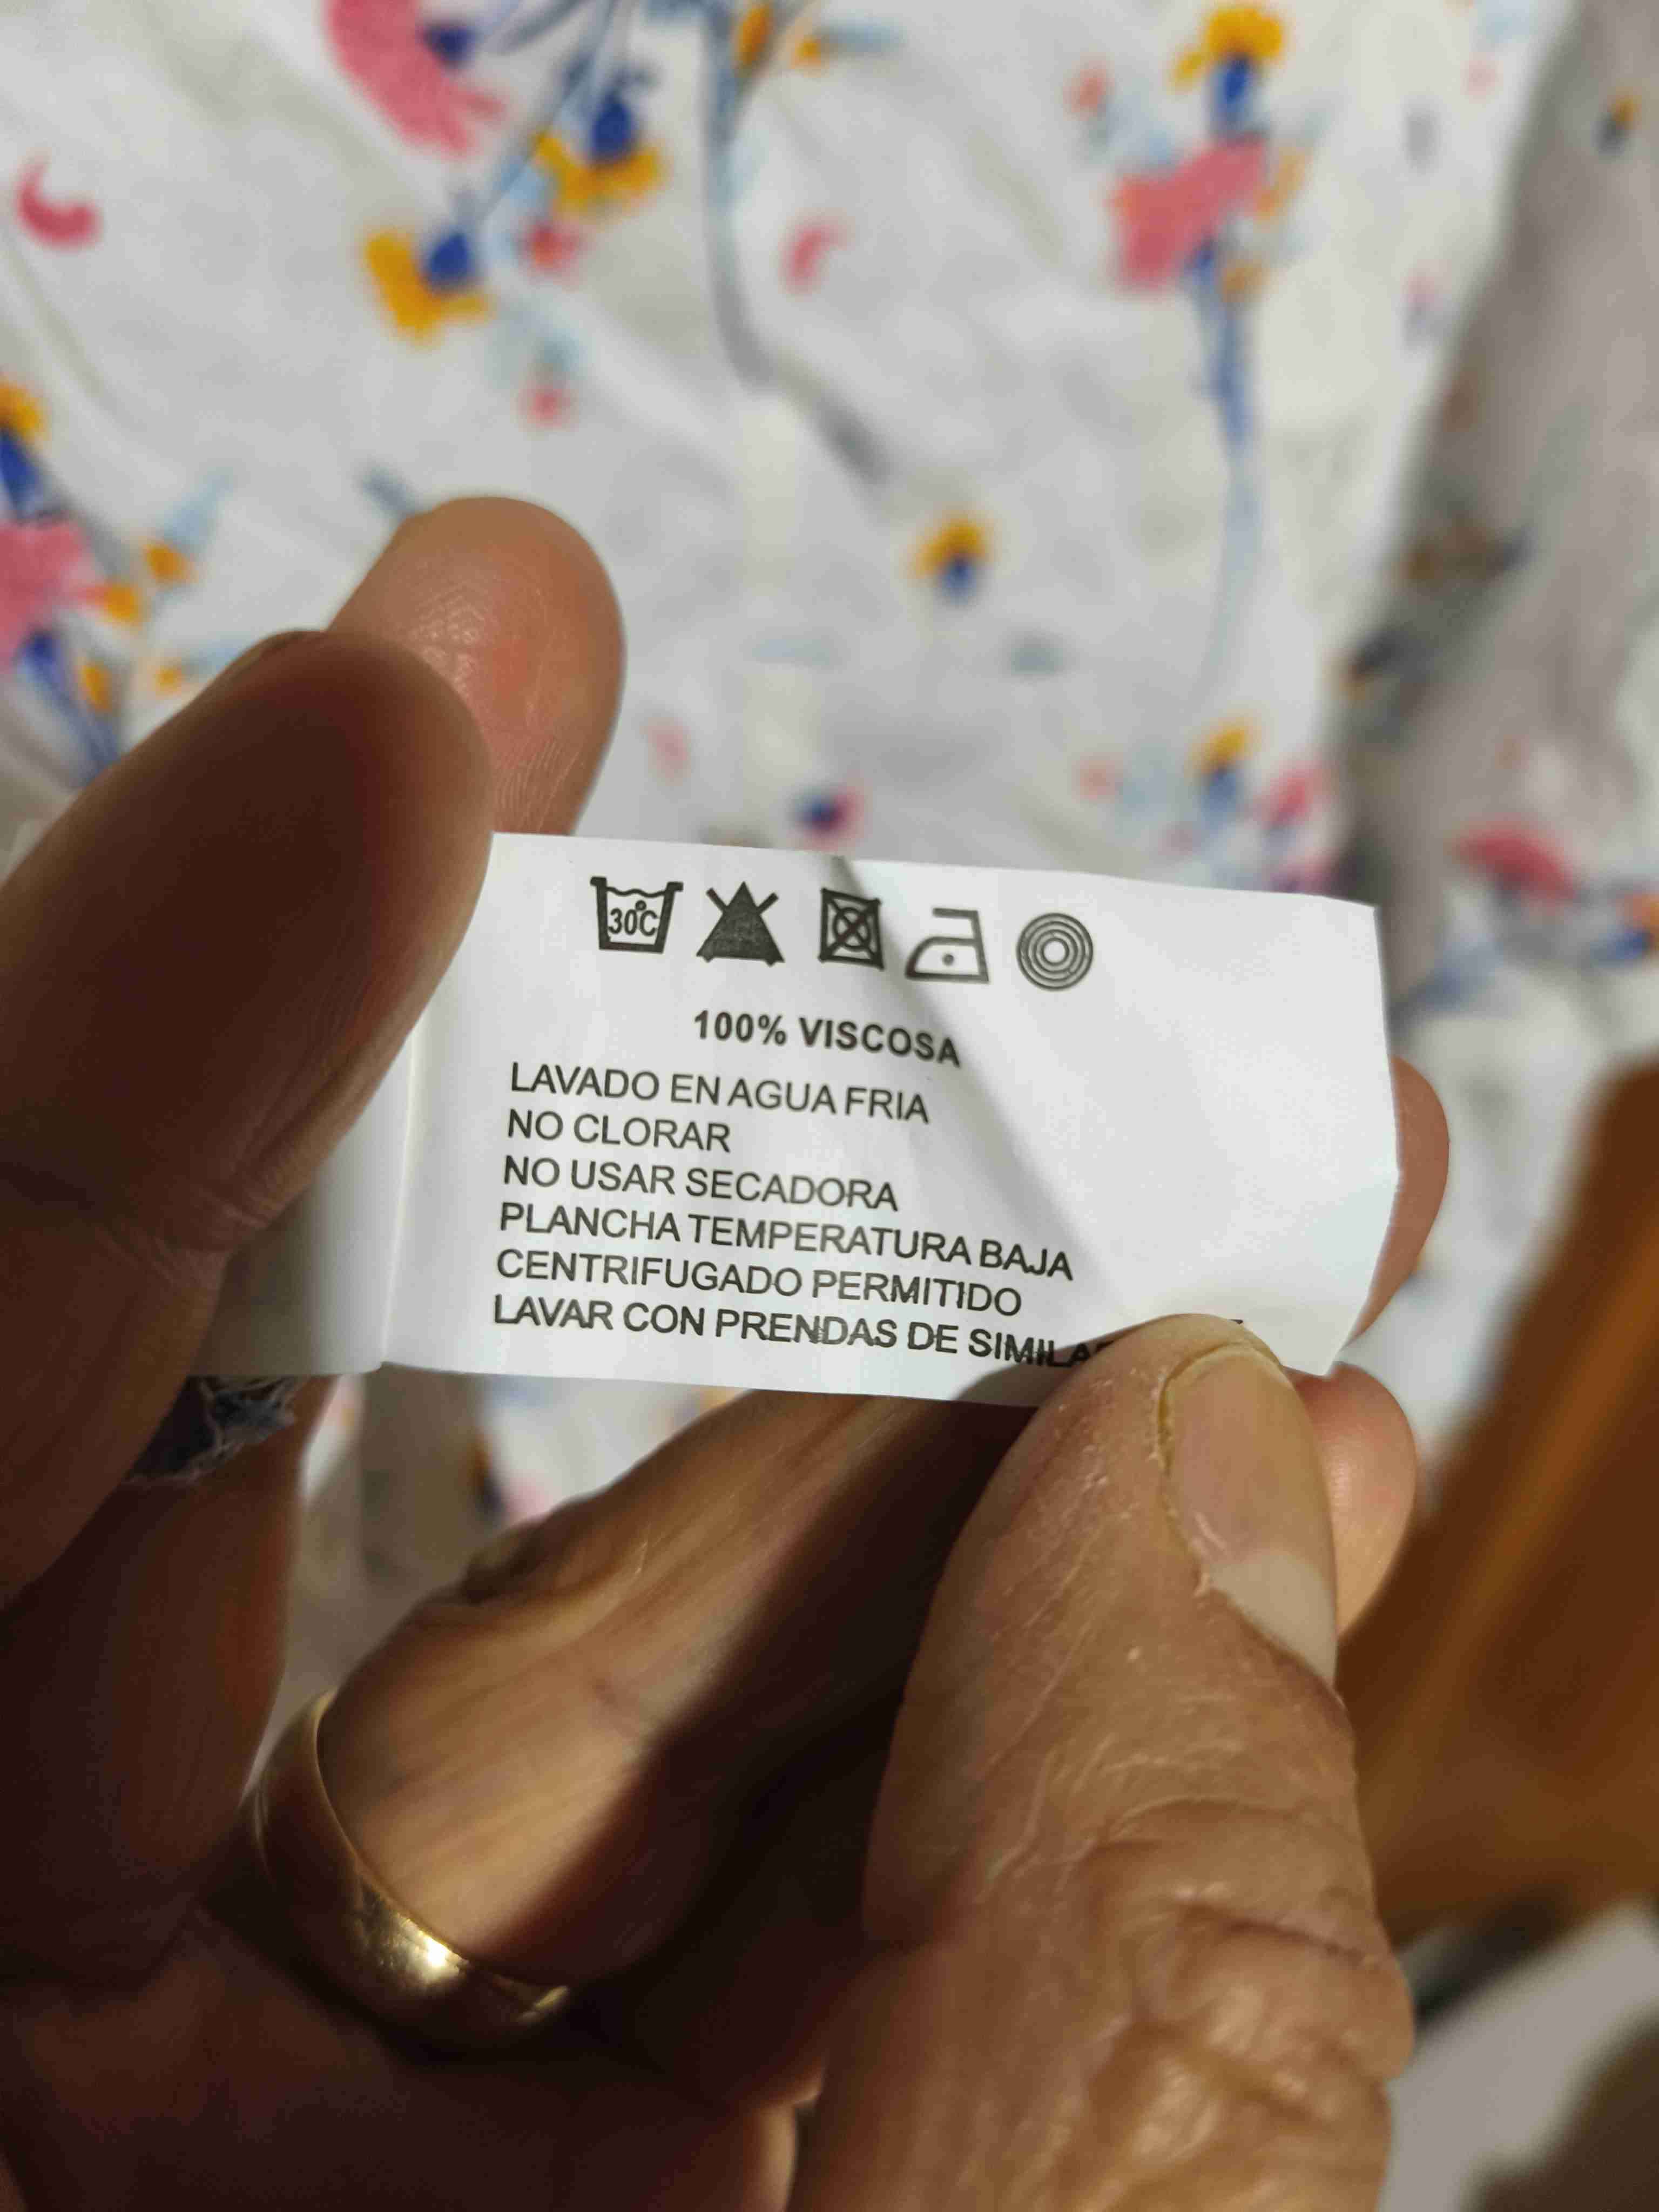 30°C
100% VISCOSA
LAVADO EN AGUA FRIA
NO CLORAR
NO USAR SECADORA
PLANCHA TEMPERATURA BAJA
CENTRIFUGADO PERMITIDO
LAVAR CON PRENDAS DE